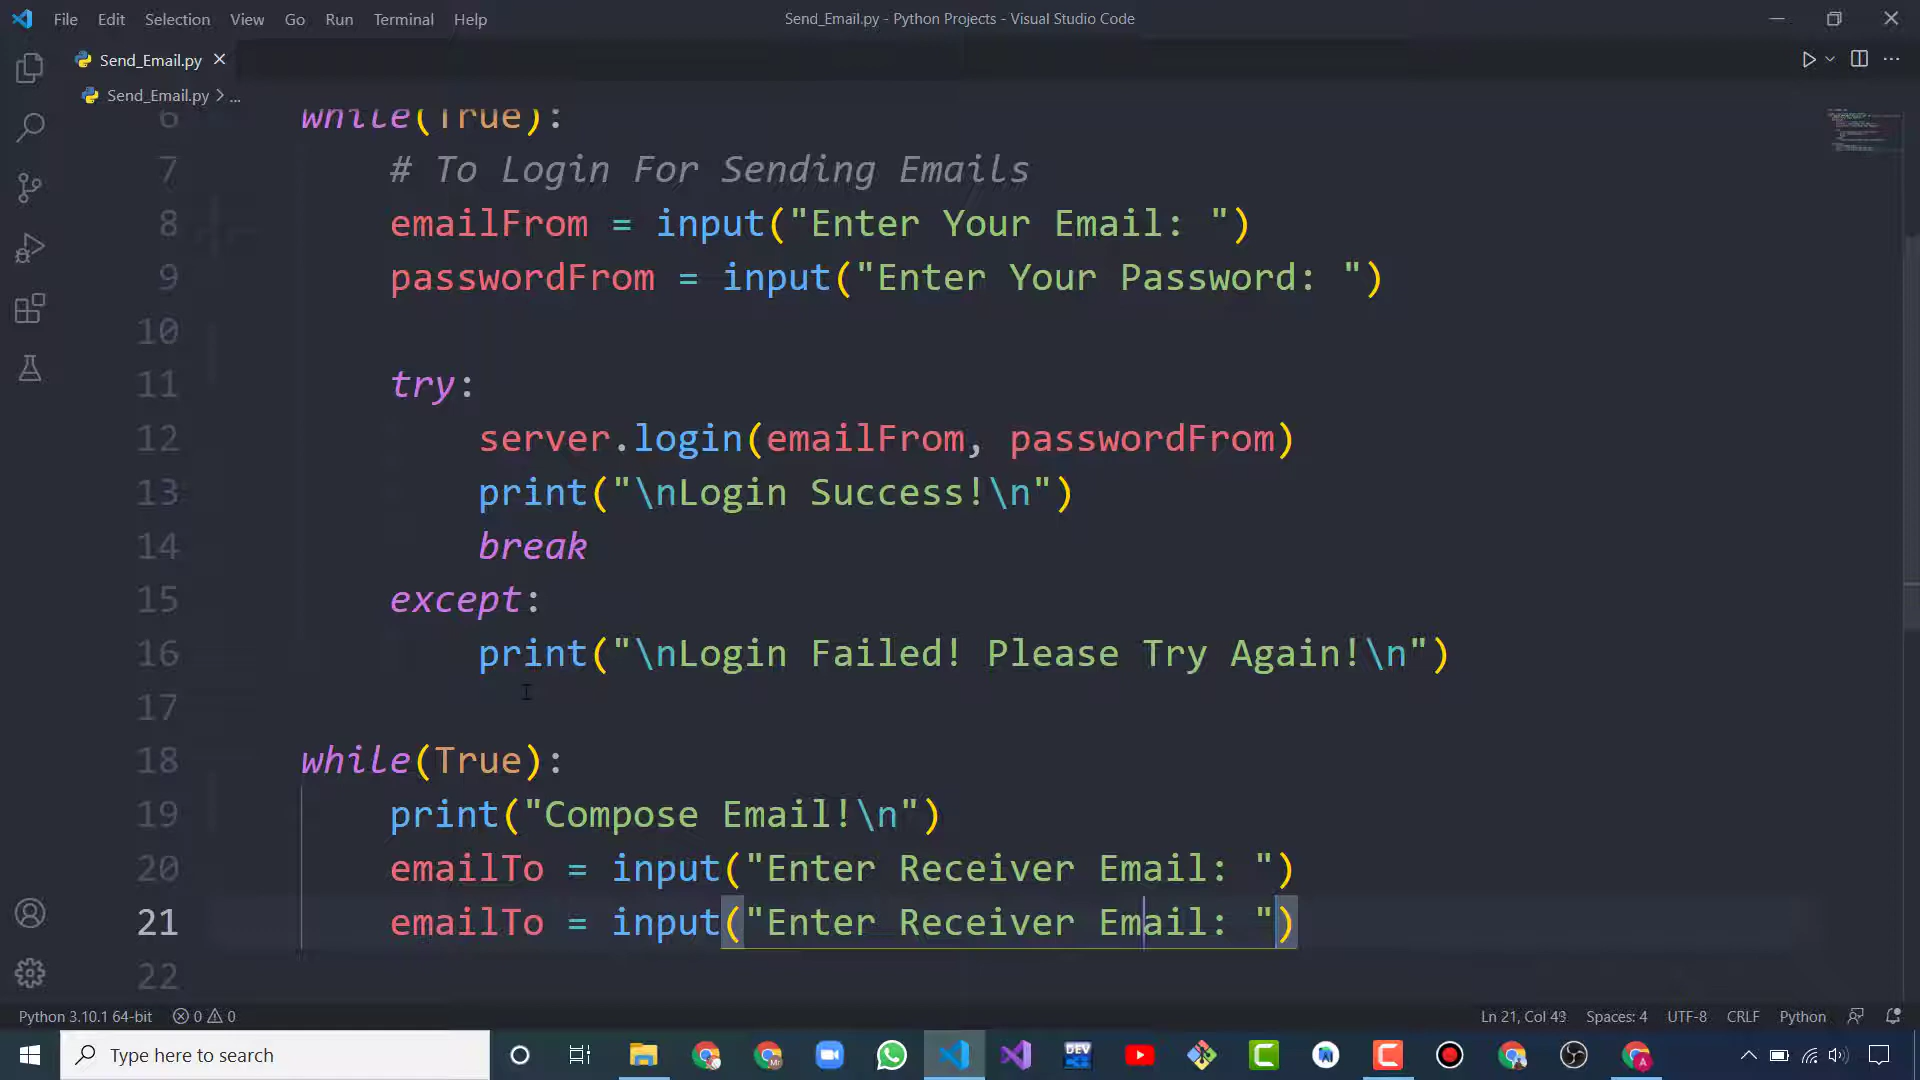 File Edit Selection View Go Run Terminal Help
Send_Email.py - Python Projects - Visual Studio Code
Send_Email.py
Send_Email.py > ...
6 while(True):
7 # To Login For Sending Emails
8 emailFrom = input("Enter Your Email: ")
9 passwordFrom = input("Enter Your Password: ")
10
11 try:
12 server.login(emailFrom, passwordFrom)
13 print("\nLogin Success!\n")
14 break
15 except:
16 print("\nLogin Failed! Please Try Again!\n")
17
18 while(True):
19 print("Compose Email!\n")
20 emailTo = input("Enter Receiver Email: ")
21 emailTo = input("Enter Receiver Email: ")
22
Python 3.10.1 64-bit 0 0 Ln 21, Col 49 Spaces: 4 UTF-8 CRLF Python
Type here to search
DEV